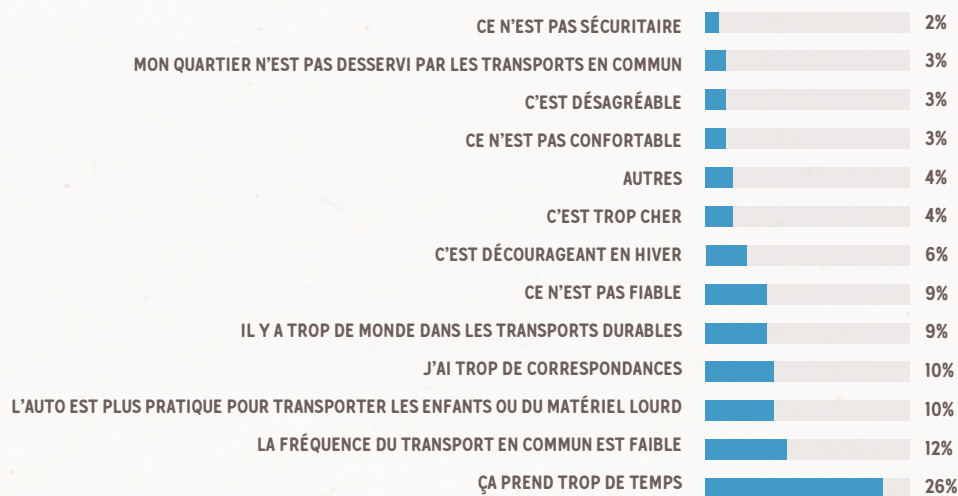 CE N'EST PAS SÉCURITAIRE 2%
MON QUARTIER N'EST PAS DESSERVI PAR LES TRANSPORTS EN COMMUN 3%
C'EST DÉSAGRÉABLE 3%
CE N'EST PAS CONFORTABLE 3%
AUTRES 4%
C'EST TROP CHER 4%
C'EST DÉCOURAGEANT EN HIVER 6%
CE N'EST PAS FIABLE 9%
IL Y A TROP DE MONDE DANS LES TRANSPORTS DURABLES 9%
J'AI TROP DE CORRESPONDANCES 10%
L'AUTO EST PLUS PRATIQUE POUR TRANSPORTER LES ENFANTS OU DU MATÉRIEL LOURD 10%
LA FRÉQUENCE DU TRANSPORT EN COMMUN EST FAIBLE 12%
ÇA PREND TROP DE TEMPS 26%